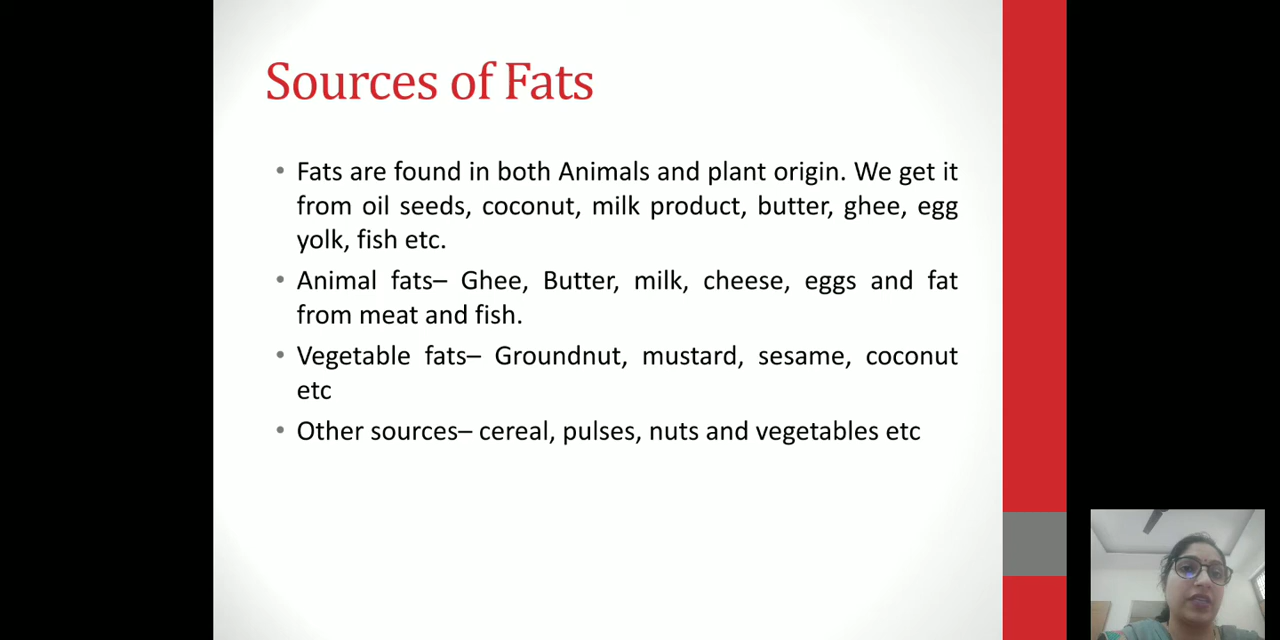 Sources of Fats
• Fats are found in both Animals and plant origin. We get it
from oil seeds, coconut, milk product, butter, ghee, egg
yolk, fish etc.
• Animal fats– Ghee, Butter, milk, cheese, eggs and fat
from meat and fish.
• Vegetable fats– Groundnut, mustard, sesame, coconut
etc
• Other sources– cereal, pulses, nuts and vegetables etc